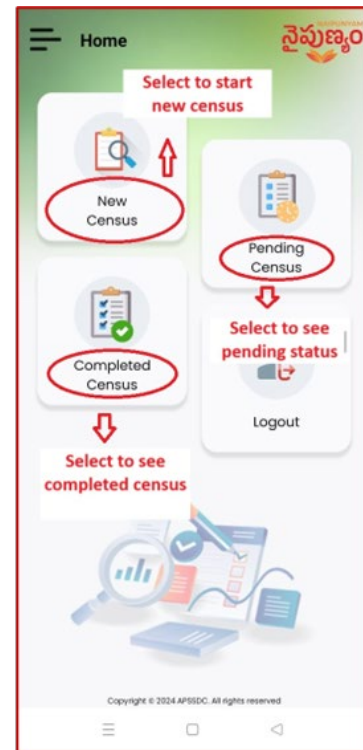 Home
NAIPUNYAM
నైపుణ్యం
Select to start
new census
New
Census
Pending
Census
Select to see
pending status
Completed
Census
Logout
Select to see
completed census
Copyright © 2024 APSSDC. All rights reserved